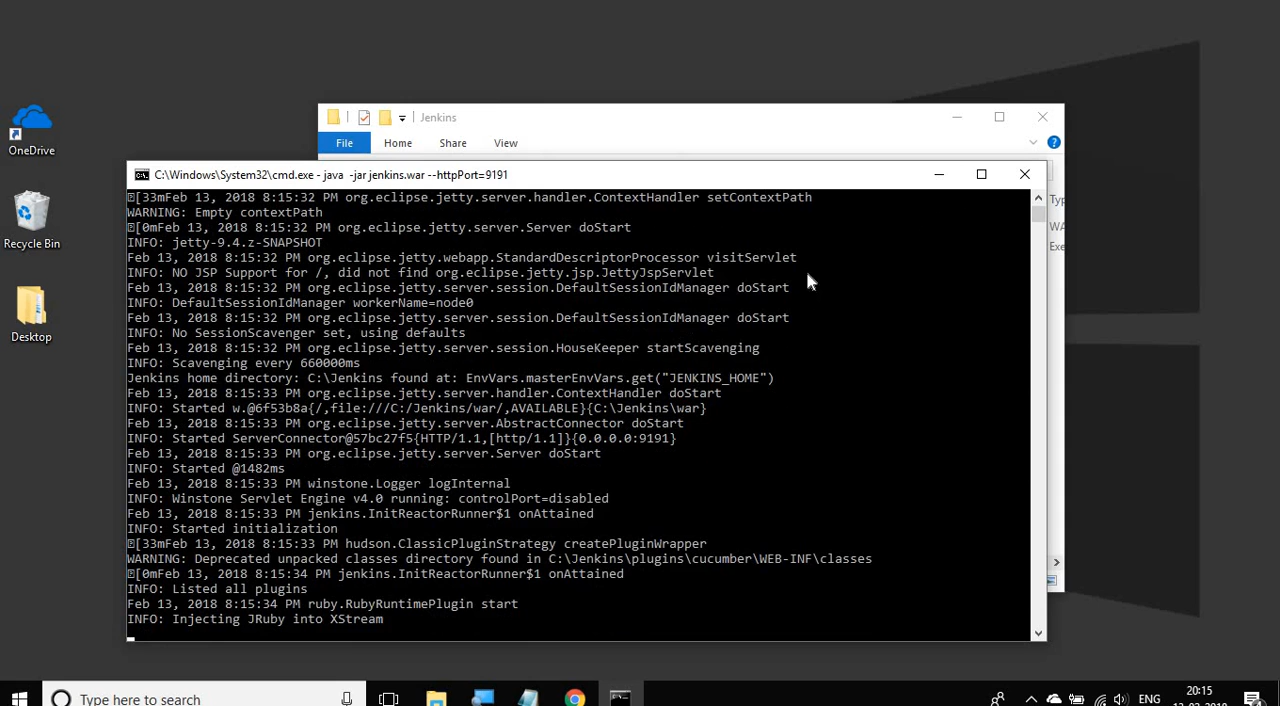 Jenkins
File Home Share View
C:\Windows\System32\cmd.exe - java -jar jenkins.war --httpPort=9191
[33mFeb 13, 2018 8:15:32 PM org.eclipse.jetty.server.handler.ContextHandler setContextPath
WARNING: Empty contextPath
[0mFeb 13, 2018 8:15:32 PM org.eclipse.jetty.server.Server doStart
INFO: jetty-9.4.z-SNAPSHOT
Feb 13, 2018 8:15:32 PM org.eclipse.jetty.webapp.StandardDescriptorProcessor visitServlet
INFO: NO JSP Support for /, did not find org.eclipse.jetty.jsp.JettyJspServlet
Feb 13, 2018 8:15:32 PM org.eclipse.jetty.server.session.DefaultSessionIdManager doStart
INFO: DefaultSessionIdManager workerName=node0
Feb 13, 2018 8:15:32 PM org.eclipse.jetty.server.session.DefaultSessionIdManager doStart
INFO: No SessionScavenger set, using defaults
Feb 13, 2018 8:15:32 PM org.eclipse.jetty.server.session.HouseKeeper startScavenging
INFO: Scavenging every 660000ms
Jenkins home directory: C:\Jenkins found at: EnvVars.masterEnvVars.get("JENKINS_HOME")
Feb 13, 2018 8:15:33 PM org.eclipse.jetty.server.handler.ContextHandler doStart
INFO: Started w.@6f53b8a{/,file:///C:/Jenkins/war/,AVAILABLE}{C:\Jenkins\war}
Feb 13, 2018 8:15:33 PM org.eclipse.jetty.server.AbstractConnector doStart
INFO: Started ServerConnector@57bc27f5{HTTP/1.1,[http/1.1]}{0.0.0.0:9191}
Feb 13, 2018 8:15:33 PM org.eclipse.jetty.server.Server doStart
INFO: Started @1482ms
Feb 13, 2018 8:15:33 PM winstone.Logger logInternal
INFO: Winstone Servlet Engine v4.0 running: controlPort=disabled
Feb 13, 2018 8:15:33 PM jenkins.InitReactorRunner$1 onAttained
INFO: Started initialization
[33mFeb 13, 2018 8:15:33 PM hudson.ClassicPluginStrategy createPluginWrapper
WARNING: Deprecated unpacked classes directory found in C:\Jenkins\plugins\cucumber\WEB-INF\classes
[0mFeb 13, 2018 8:15:34 PM jenkins.InitReactorRunner$1 onAttained
INFO: Listed all plugins
Feb 13, 2018 8:15:34 PM ruby.RubyRuntimePlugin start
INFO: Injecting JRuby into XStream
OneDrive
Recycle Bin
Desktop
Type here to search
ENG
20:15